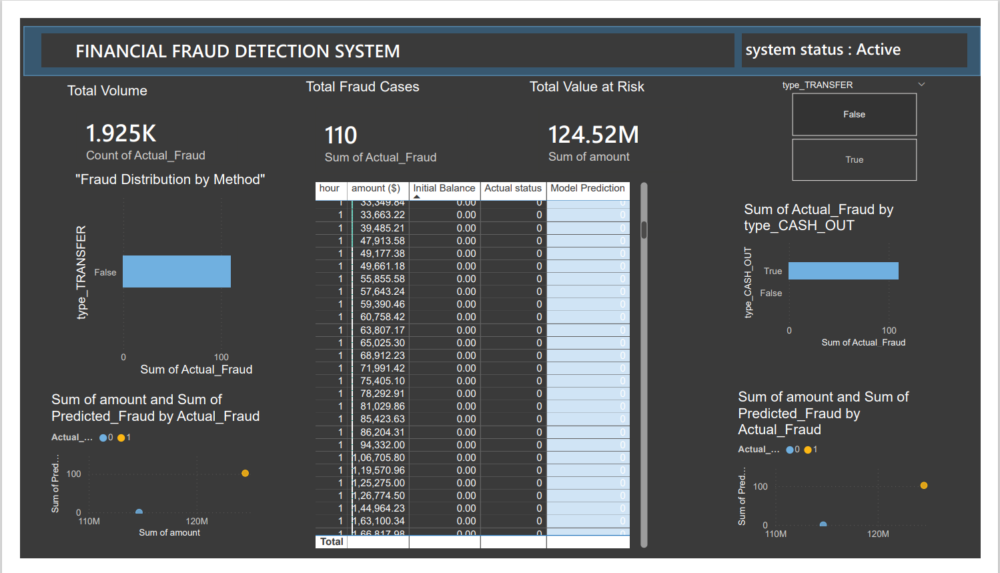 FINANCIAL FRAUD DETECTION SYSTEM
system status : Active
Total Volume
1.925K
Count of Actual_Fraud
Total Fraud Cases
110
Sum of Actual_Fraud
Total Value at Risk
124.52M
Sum of amount
type_TRANSFER
False
True
"Fraud Distribution by Method"
type_TRANSFER
False
0 100
Sum of Actual_Fraud
Sum of amount and Sum of
Predicted_Fraud by Actual_Fraud
Actual_... 0 1
Sum of Pred...
100
0
110M 120M
Sum of amount
hour amount ($) Initial Balance Actual status Model Prediction
1 33,349.84 0.00 0 0
1 33,663.22 0.00 0 0
1 39,485.21 0.00 0 0
1 47,913.58 0.00 0 0
1 49,177.38 0.00 0 0
1 49,661.18 0.00 0 0
1 55,855.58 0.00 0 0
1 57,643.24 0.00 0 0
1 59,390.46 0.00 0 0
1 60,758.42 0.00 0 0
1 63,807.17 0.00 0 0
1 65,025.30 0.00 0 0
1 68,912.23 0.00 0 0
1 71,991.42 0.00 0 0
1 75,405.10 0.00 0 0
1 78,292.91 0.00 0 0
1 81,029.86 0.00 0 0
1 85,423.63 0.00 0 0
1 86,204.31 0.00 0 0
1 94,332.00 0.00 0 0
1 1,06,705.80 0.00 0 0
1 1,19,570.96 0.00 0 0
1 1,25,275.00 0.00 0 0
1 1,26,774.50 0.00 0 0
1 1,44,964.23 0.00 0 0
1 1,63,100.34 0.00 0 0
1 1,66,817.98 0.00 0 0
Total
Sum of Actual_Fraud by
type_CASH_OUT
type_CASH_OUT
True
False
0 100
Sum of Actual_Fraud
Sum of amount and Sum of
Predicted_Fraud by
Actual_Fraud
Actual_... 0 1
Sum of Pred...
100
0
110M 120M